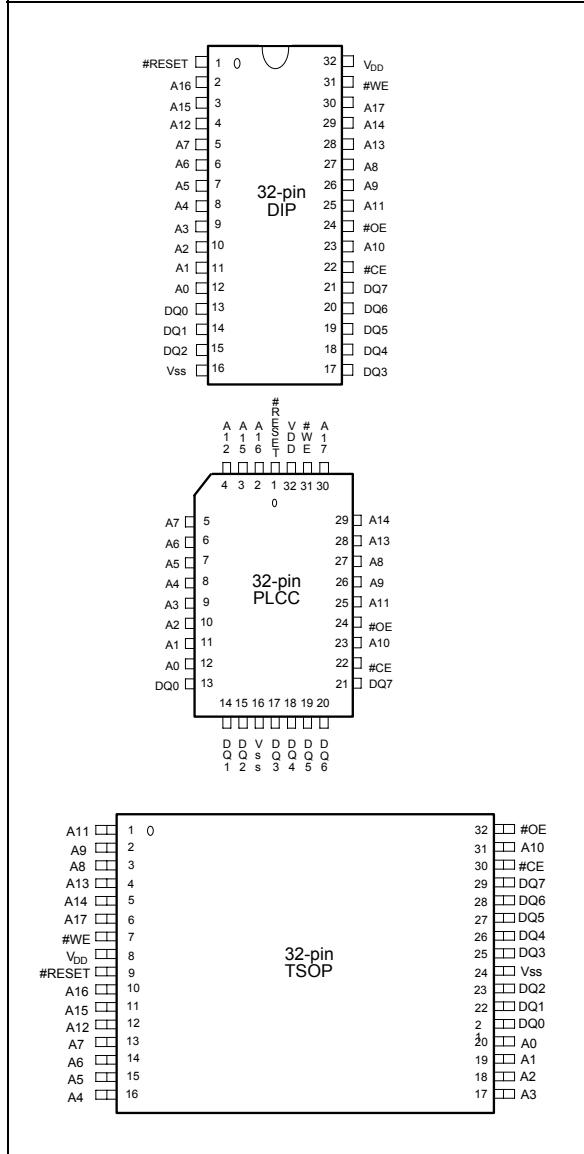 #RESET 1 32 VDD
A16 2 31 #WE
A15 3 30 A17
A12 4 29 A14
A7 5 28 A13
A6 6 27 A8
A5 7 26 A9
A4 8 25 A11
A3 9 24 #OE
A2 10 23 A10
A1 11 22 #CE
A0 12 21 DQ7
DQ0 13 20 DQ6
DQ1 14 19 DQ5
DQ2 15 18 DQ4
Vss 16 17 DQ3
32-pin
DIP
A12 A15 A16 #RESET VDD #WE A17
4 3 2 1 32 31 30
A7 5 29 A14
A6 6 28 A13
A5 7 27 A8
A4 8 26 A9
A3 9 25 A11
A2 10 24 #OE
A1 11 23 A10
A0 12 22 #CE
DQ0 13 21 DQ7
32-pin
PLCC
14 15 16 17 18 19 20
DQ1 DQ2 Vss DQ3 DQ4 DQ5 DQ6
A11 1 32 #OE
A9 2 31 A10
A8 3 30 #CE
A13 4 29 DQ7
A14 5 28 DQ6
A17 6 27 DQ5
#WE 7 26 DQ4
VDD 8 25 DQ3
#RESET 9 24 Vss
A16 10 23 DQ2
A15 11 22 DQ1
A12 12 21 DQ0
A7 13 20 A0
A6 14 19 A1
A5 15 18 A2
A4 16 17 A3
32-pin
TSOP